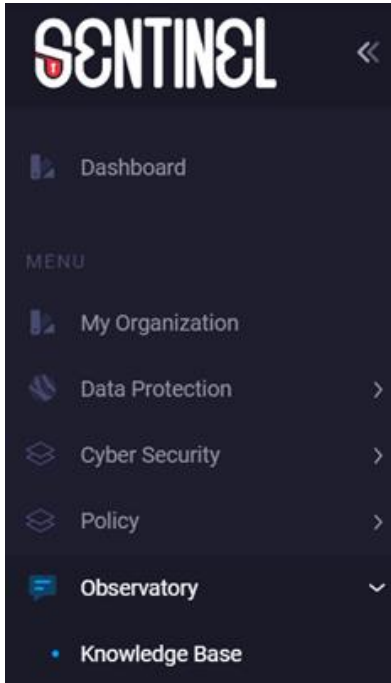 SENTINEL
Dashboard
MENU
My Organization
Data Protection
Cyber Security
Policy
Observatory
Knowledge Base